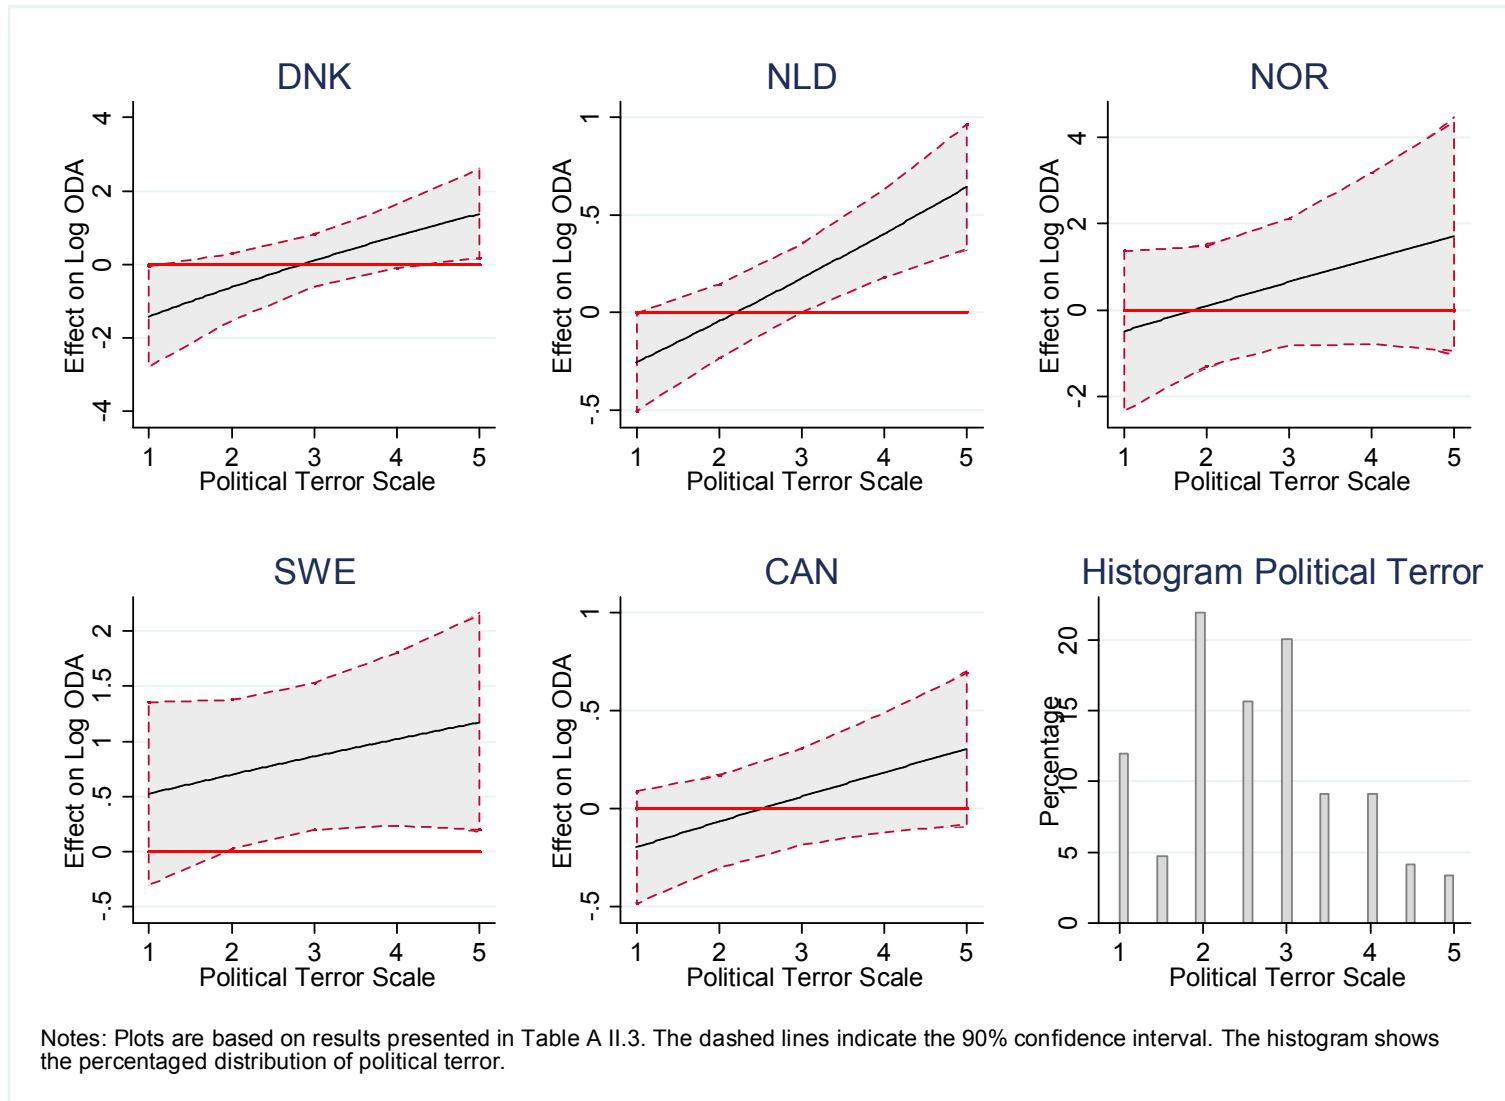 DNK
Effect on Log ODA
4
2
0
-2
-4
1 2 3 4 5
Political Terror Scale
NLD
Effect on Log ODA
1
.5
0
-.5
1 2 3 4 5
Political Terror Scale
NOR
Effect on Log ODA
4
2
0
-2
1 2 3 4 5
Political Terror Scale
SWE
Effect on Log ODA
2
1.5
1
.5
0
-.5
1 2 3 4 5
Political Terror Scale
CAN
Effect on Log ODA
1
.5
0
-.5
1 2 3 4 5
Political Terror Scale
Histogram Political Terror
Percentage
20
15
10
5
0
1 2 3 4 5
Political Terror Scale
Notes: Plots are based on results presented in Table A II.3. The dashed lines indicate the 90% confidence interval. The histogram shows
the percentaged distribution of political terror.